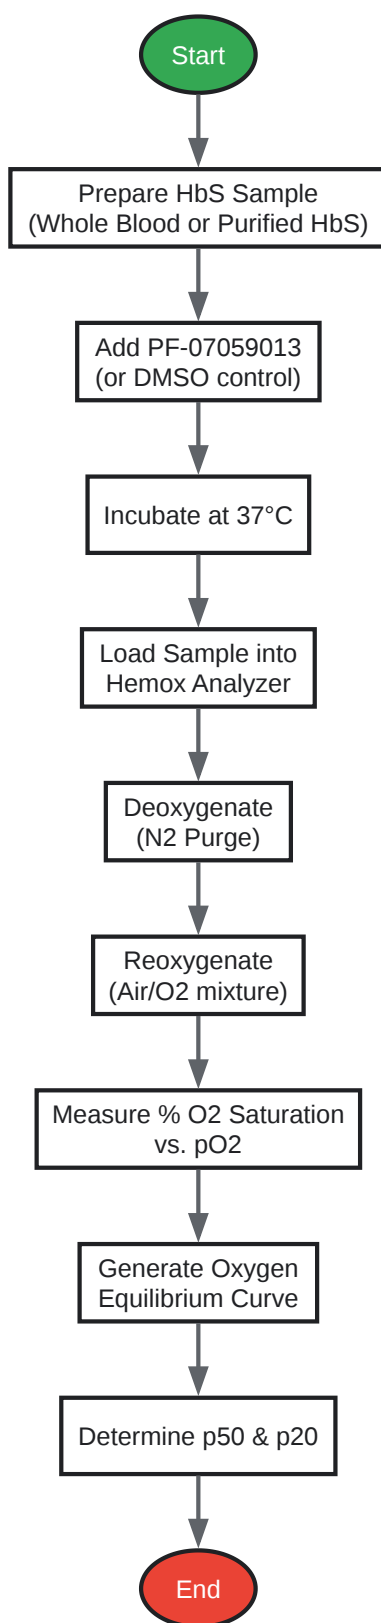 Start
Prepare HbS Sample
(Whole Blood or Purified HbS)
Add PF-07059013
(or DMSO control)
Incubate at 37°C
Load Sample into
Hemox Analyzer
Deoxygenate
(N2 Purge)
Reoxygenate
(Air/O2 mixture)
Measure % O2 Saturation
vs. pO2
Generate Oxygen
Equilibrium Curve
Determine p50 & p20
End